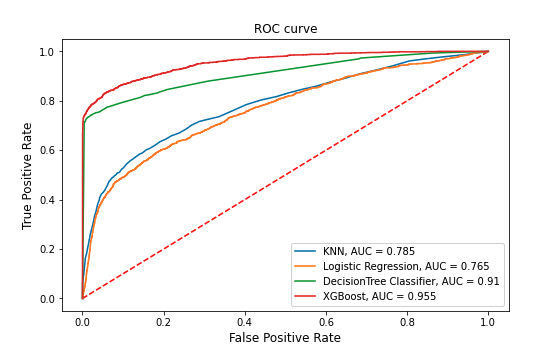 ROC curve
True Positive Rate
1.0
0.8
0.6
0.4
0.2
0.0
KNN, AUC = 0.785
Logistic Regression, AUC = 0.765
DecisionTree Classifier, AUC = 0.91
XGBoost, AUC = 0.955
0.0 0.2 0.4 0.6 0.8 1.0
False Positive Rate